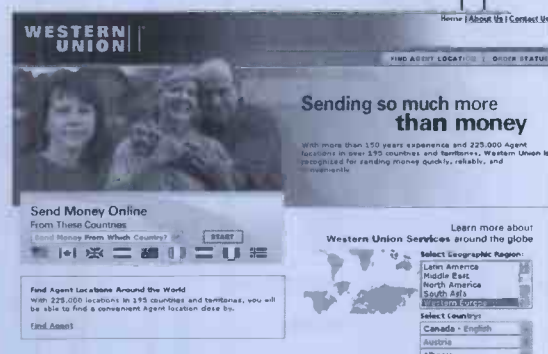 Home | About Us | Contact Us
WESTERN
UNION
FIND AGENT LOCATION | ORDER STATUS
Sending so much more
than money
With more than 150 years experience and 225,000 Agent
locations in over 195 countries and territories, Western Union is
recognized for sending money quickly, reliably, and
conveniently.
Send Money Online
From These Countries
Send Money From Which Country?
START
Learn more about
Western Union Services around the globe
Select Geographic Region:
Latin America
Middle East
North America
South Asia
Western Europe
Select Country:
Canada - English
Austria
Find Agent Locations Around the World
With 225,000 locations in 195 countries and territories, you will
be able to find a convenient Agent location close by.
Find Agent